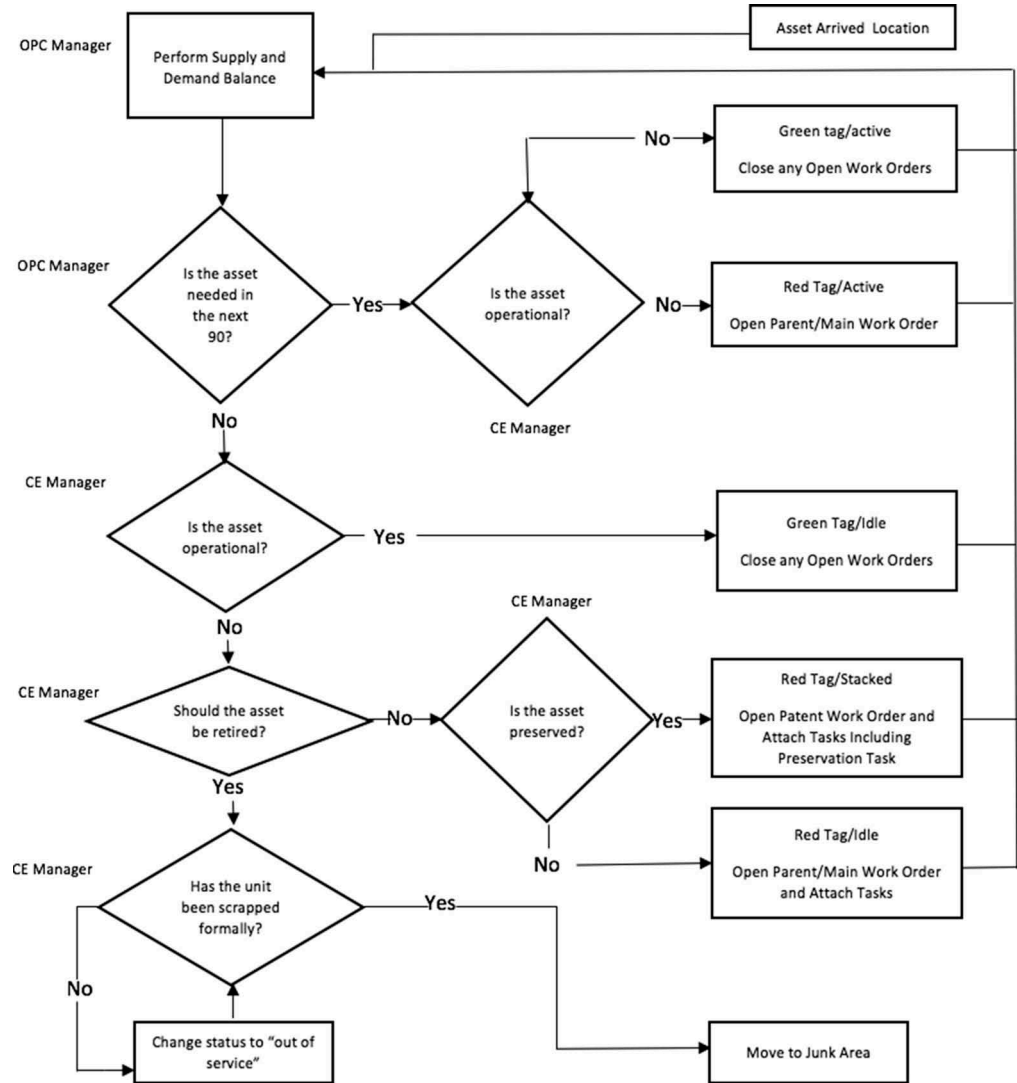 OPC Manager
Perform Supply and
Demand Balance
Asset Arrived Location
No
Green tag/active
Close any Open Work Orders
OPC Manager
Is the asset
needed in
the next
90?
Yes
Is the asset
operational?
No
Red Tag/Active
Open Parent/Main Work Order
CE Manager
No
CE Manager
Is the asset
operational?
Yes
Green Tag/Idle
Close any Open Work Orders
No
CE Manager
CE Manager
Should the asset
be retired?
No
Is the asset
preserved?
Yes
Red Tag/Stacked
Open Patent Work Order and
Attach Tasks Including
Preservation Task
Yes
No
Red Tag/Idle
Open Parent/Main Work Order
and Attach Tasks
CE Manager
Has the unit
been scrapped
formally?
Yes
No
Change status to “out of
service”
Move to Junk Area